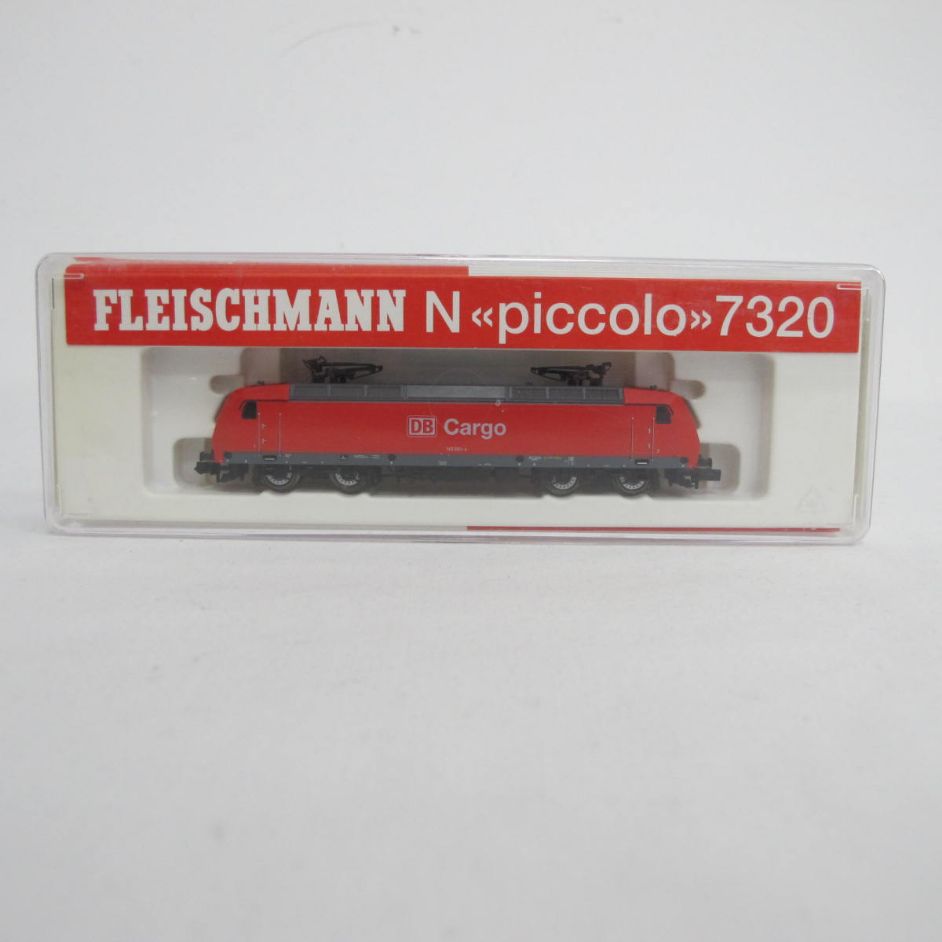 FLEISCHMANN N «piccolo» 7320
DB Cargo